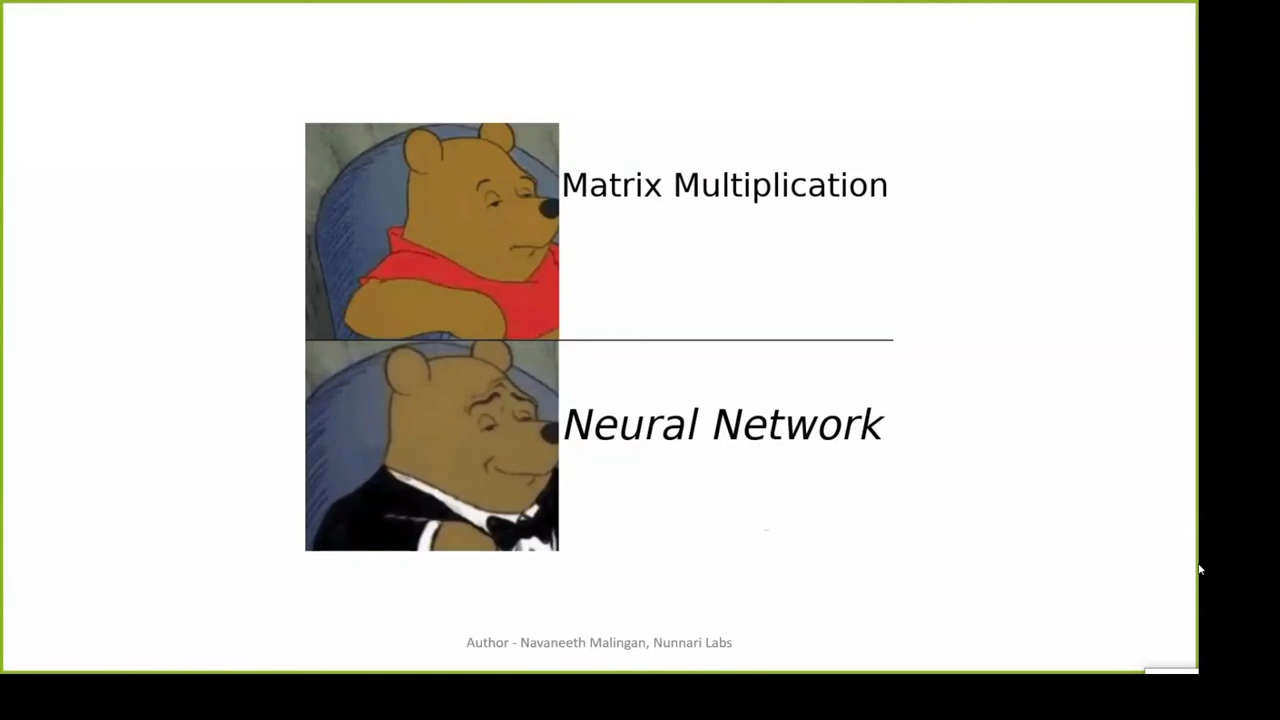 Matrix Multiplication
Neural Network
Author - Navaneeth Malingan, Nunnari Labs